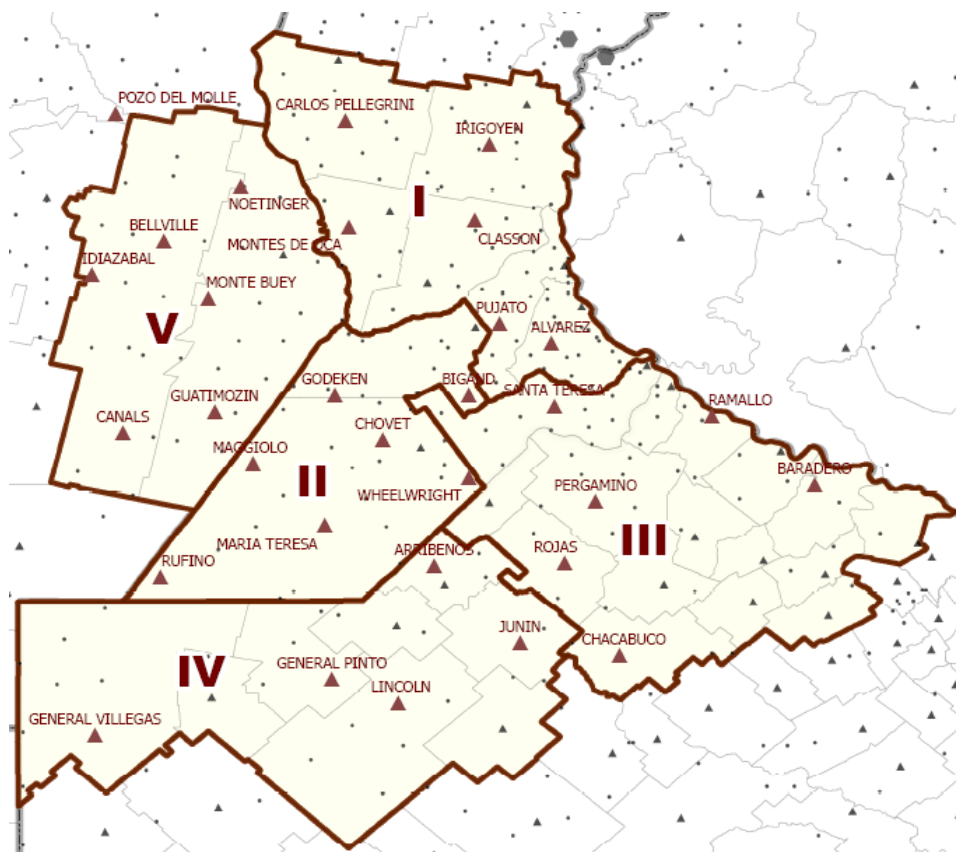 POZO DEL MOLLE
CARLOS PELLEGRINI
IRIGOYEN
I
NOETINGER
BELLVILLE
MONTES DE OCA
CLASSON
IDIAZABAL
MONTE BUEY
V
PUJATO
ALVAREZ
GODEKEN
BIGAND
SANTA TERESA
GUATIMOZIN
RAMALLO
CANALS
CHOVET
MAGGIOLO
BARADERO
II
WHEELWRIGHT
PERGAMINO
III
MARIA TERESA
ARRIBENOS
ROJAS
RUFINO
JUNIN
CHACABUCO
IV
GENERAL PINTO
LINCOLN
GENERAL VILLEGAS